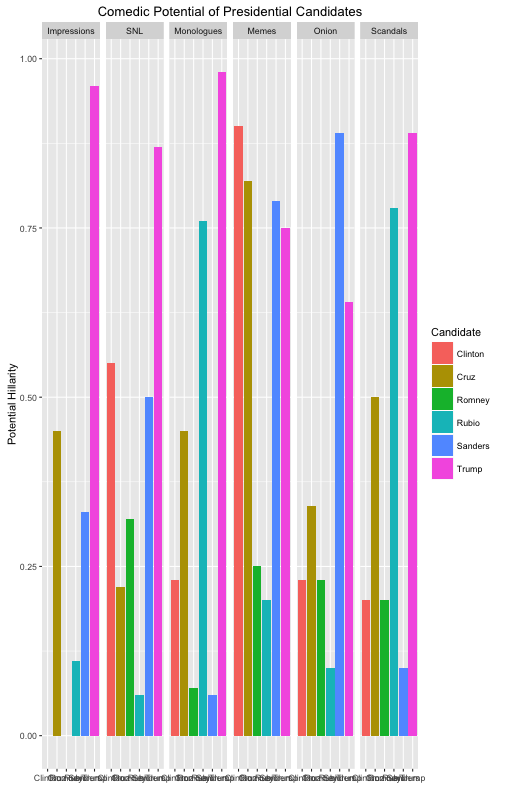 Comedic Potential of Presidential Candidates
Impressions SNL Monologues Memes Onion Scandals
1.00
0.75
0.50
0.25
0.00
Potential Hillarity
Candidate
Clinton
Cruz
Romney
Rubio
Sanders
Trump